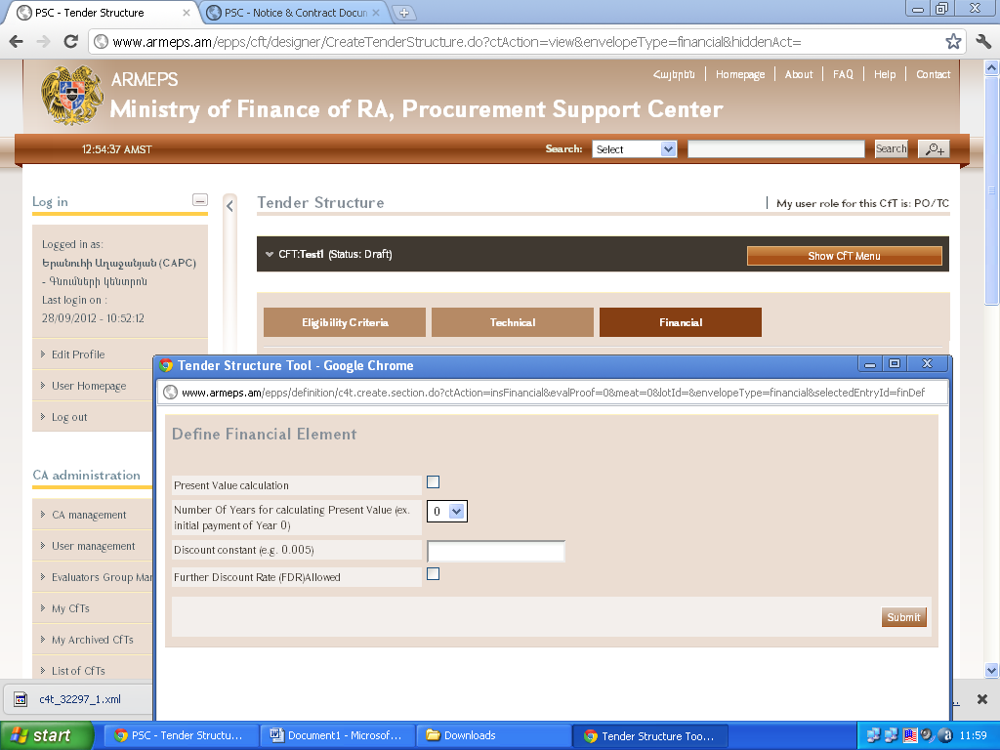 PSC - Tender Structure
PSC - Notice & Contract Docun
www.armeps.am/epps/cft/designer/CreateTenderStructure.do?ctAction=view&envelopeType=financial&hiddenAct=
Հայերեն | Homepage | About | FAQ | Help | Contact
ARMEPS
Ministry of Finance of RA, Procurement Support Center
12:54:37 AMST
Search:
Select
Search
Log in
Tender Structure
My user role for this CfT is: PO/TC
Logged in as:
Երանուհի Աղաջանյան (CAPC)
- Գնումների կենտրոն
Last login on :
28/09/2012 - 10:52:12
CFT:Test1 (Status: Draft)
Show CfT Menu
Eligibility Criteria
Technical
Financial
Edit Profile
User Homepage
Log out
CA administration
CA management
User management
Evaluators Group Mar
My CfTs
My Archived CfTs
List of CfTs
Tender Structure Tool - Google Chrome
www.armeps.am/epps/definition/c4t.create.section.do?ctAction=insFinancial&evalProof=0&meat=0&lotId=&envelopeType=financial&selectedEntryId=finDef
Define Financial Element
Present Value calculation
Number Of Years for calculating Present Value (ex.
initial payment of Year 0)
0
Discount constant (e.g. 0.005)
Further Discount Rate (FDR)Allowed
Submit
c4t_32297_1.xml
start
PSC - Tender Structu...
Document1 - Microsof...
Downloads
Tender Structure Too...
11:59